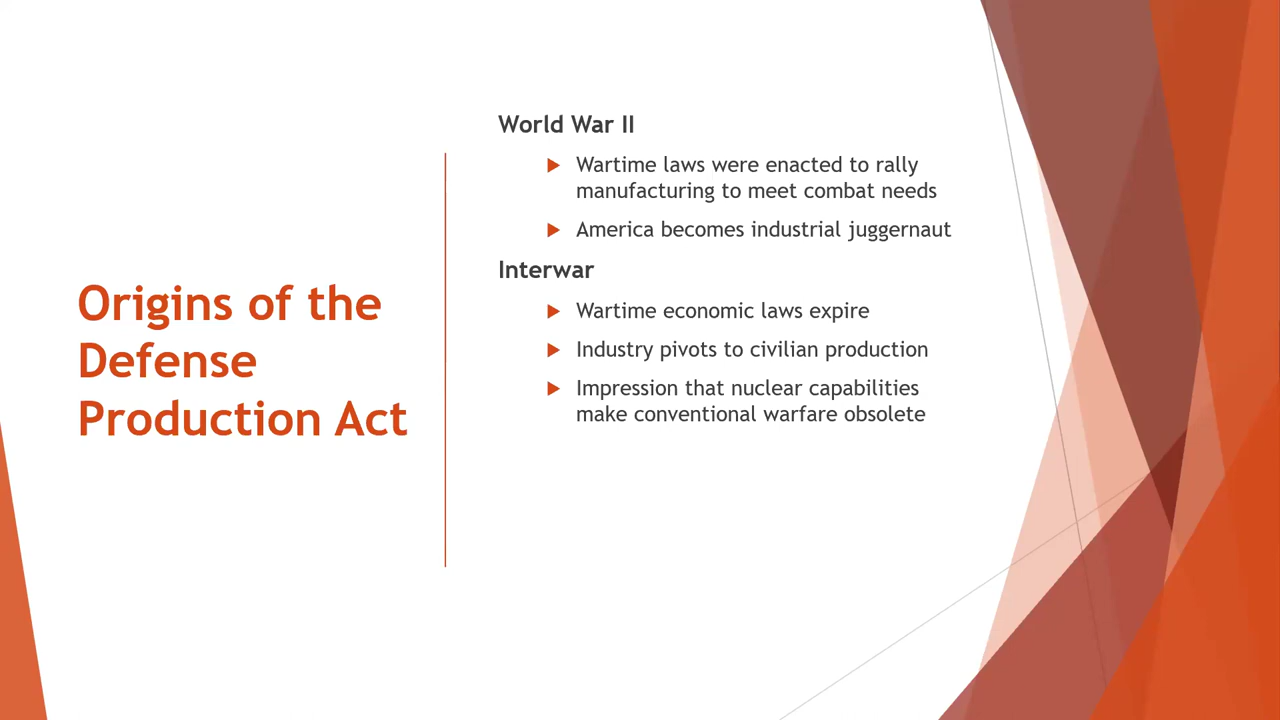 Origins of the
Defense
Production Act
World War II
Wartime laws were enacted to rally
manufacturing to meet combat needs
America becomes industrial juggernaut
Interwar
Wartime economic laws expire
Industry pivots to civilian production
Impression that nuclear capabilities
make conventional warfare obsolete